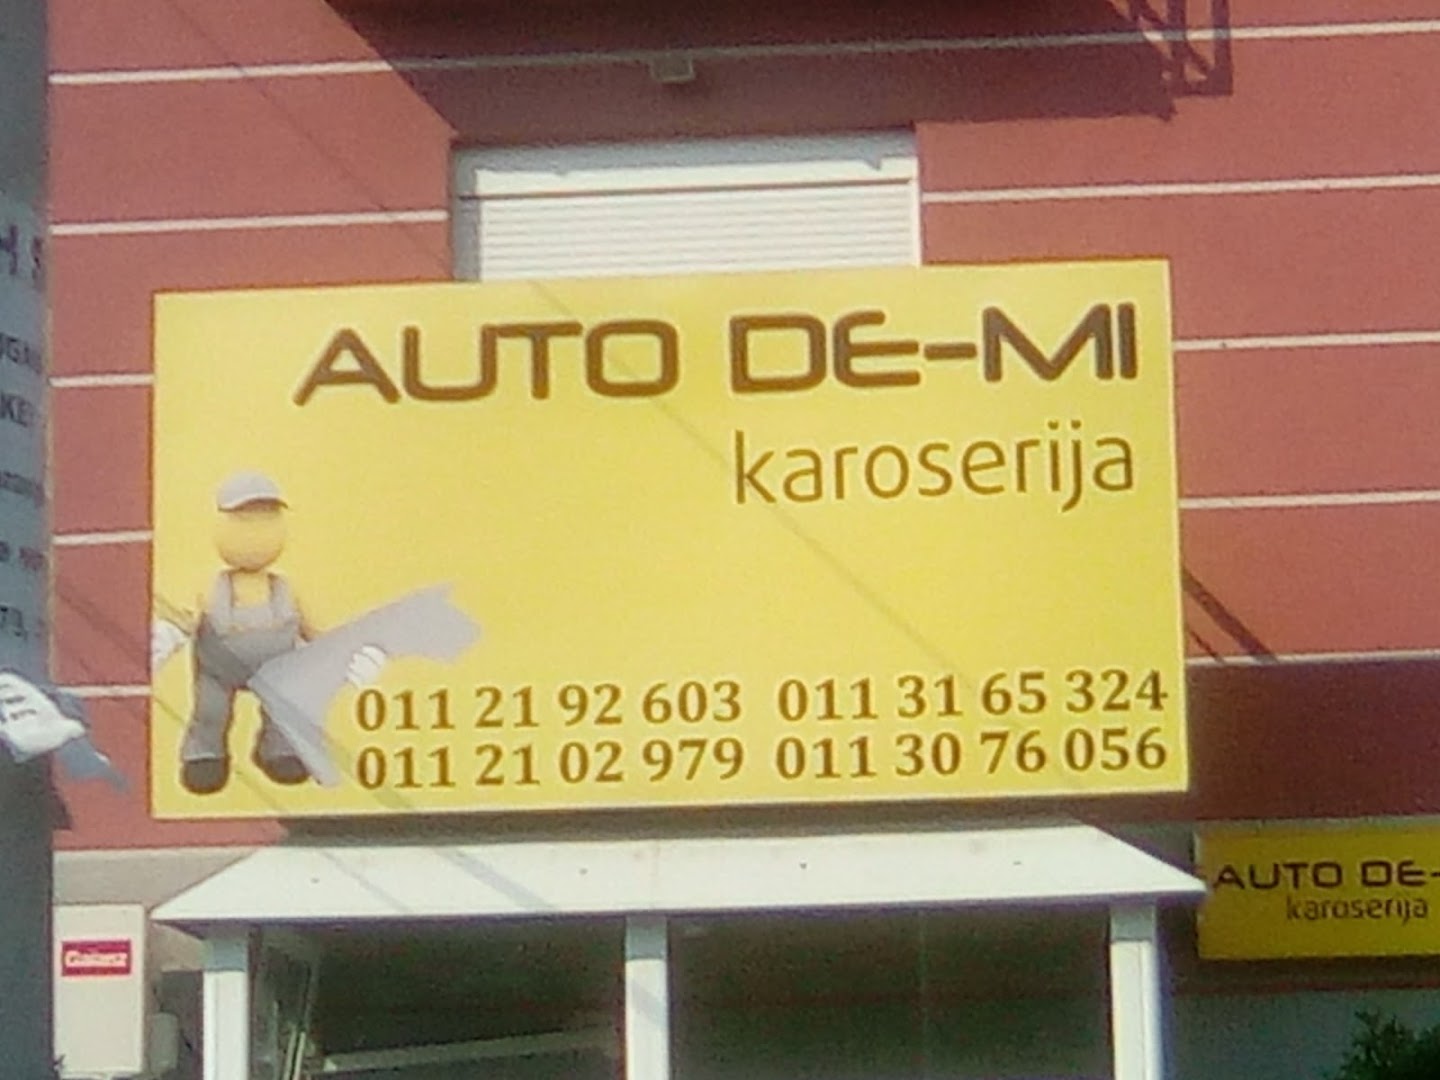 AUTO DE-MI
karoserija
011 21 92 603 011 31 65 324
011 21 02 979 011 30 76 056
AUTO DE-
karoserija